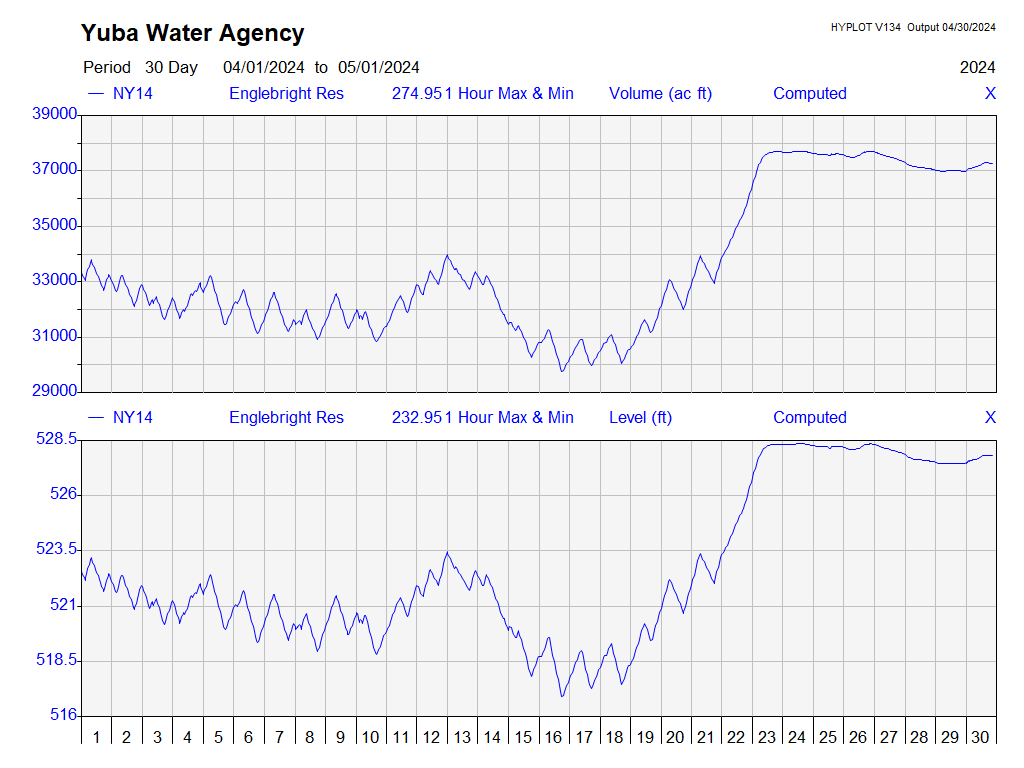 Yuba Water Agency
HYPLOT V134 Output 04/30/2024
Period 30 Day 04/01/2024 to 05/01/2024
2024
NY14 Englebright Res 274.951 Hour Max & Min Volume (ac ft) Computed X
39000
37000
35000
33000
31000
29000
NY14 Englebright Res 232.951 Hour Max & Min Level (ft) Computed X
528.5
526
523.5
521
518.5
516
1 2 3 4 5 6 7 8 9 10 11 12 13 14 15 16 17 18 19 20 21 22 23 24 25 26 27 28 29 30